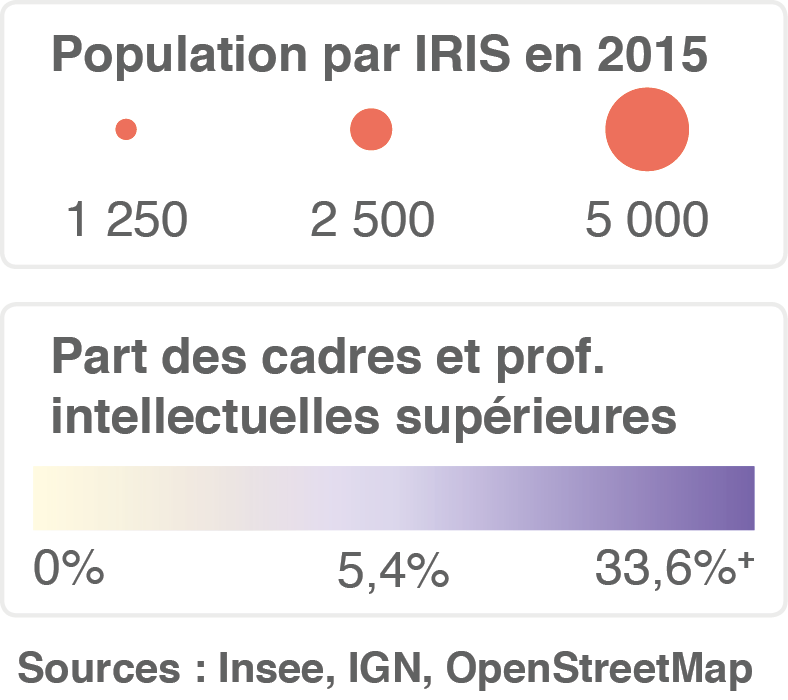 Population par IRIS en 2015
1 250 2 500 5 000
Part des cadres et prof.
intellectuelles supérieures
0% 5,4% 33,6%+
Sources : Insee, IGN, OpenStreetMap